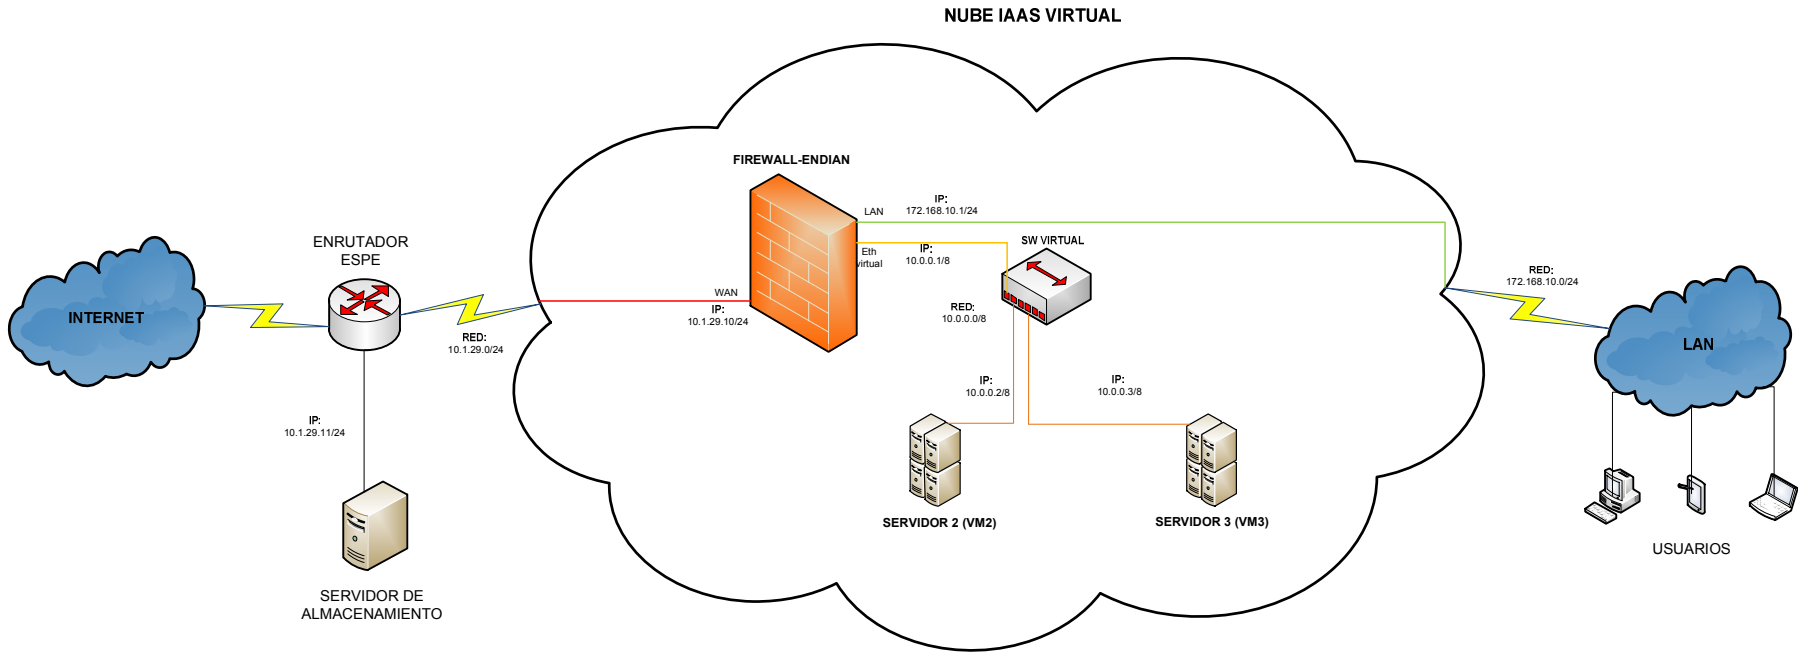 NUBE IAAS VIRTUAL
FIREWALL-ENDIAN
IP:
172.168.10.1/24
LAN
ENRUTADOR
ESPE
SW VIRTUAL
Eth
virtual
IP:
10.0.0.1/8
RED:
172.168.10.0/24
INTERNET
WAN
IP:
10.1.29.10/24
RED:
10.0.0.0/8
RED:
10.1.29.0/24
LAN
IP:
10.0.0.2/8
IP:
10.0.0.3/8
IP:
10.1.29.11/24
SERVIDOR 2 (VM2)
SERVIDOR 3 (VM3)
USUARIOS
SERVIDOR DE
ALMACENAMIENTO